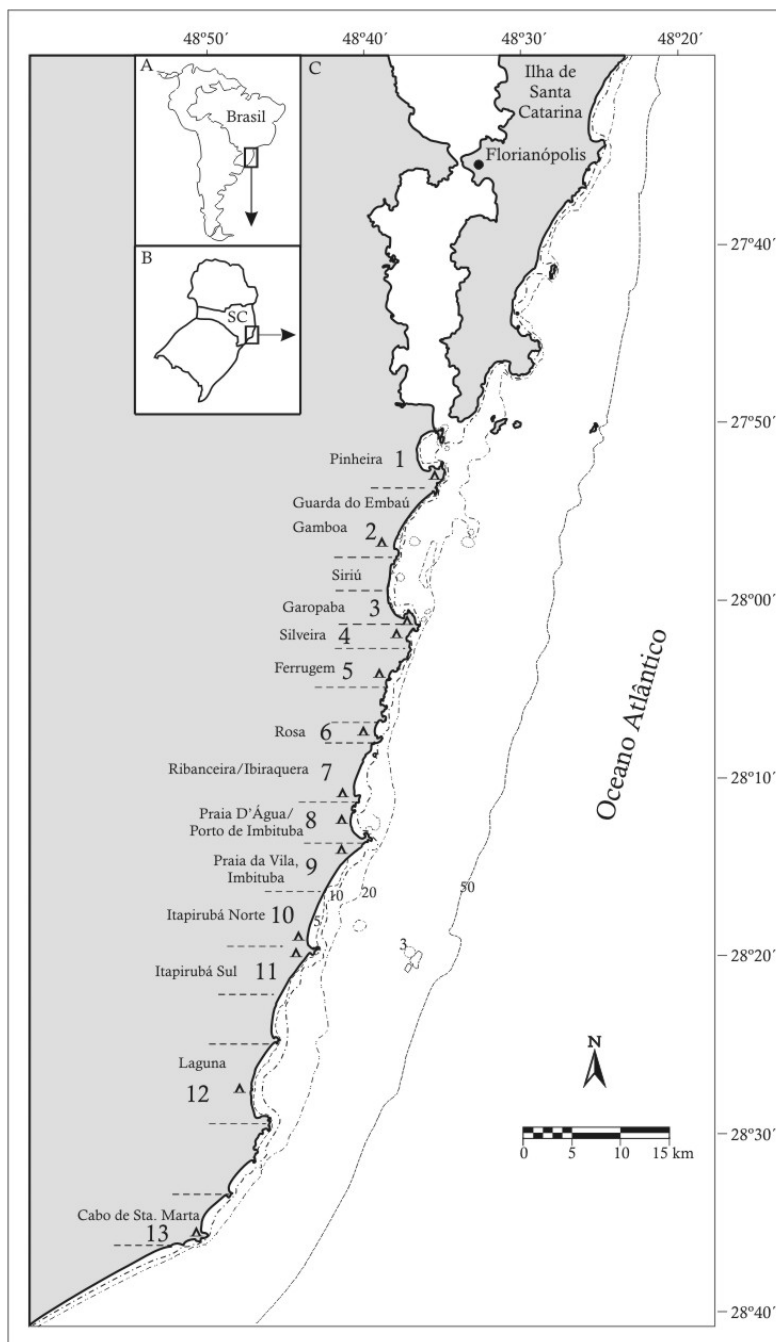 48°50´ 48°40´ 48°30´ 48°20´
A
Brasil
B
SC
C
Ilha de
Santa
Catarina
Florianópolis
27°40´
27°50´
Pinheira 1
Guarda do Embaú
Gamboa 2
Siriú
28°00´
Garopaba 3
Silveira 4
Ferrugem 5
Rosa 6
Ribanceira/Ibiraquera 7
28°10´
Praia D'Água/
Porto de Imbituba 8
Praia da Vila,
Imbituba 9
Itapirubá Norte 10
5
10
20
50
3
Oceano Atlântico
28°20´
Itapirubá Sul 11
Laguna
12
N
0 5 10 15 km
28°30´
Cabo de Sta. Marta
13
28°40´